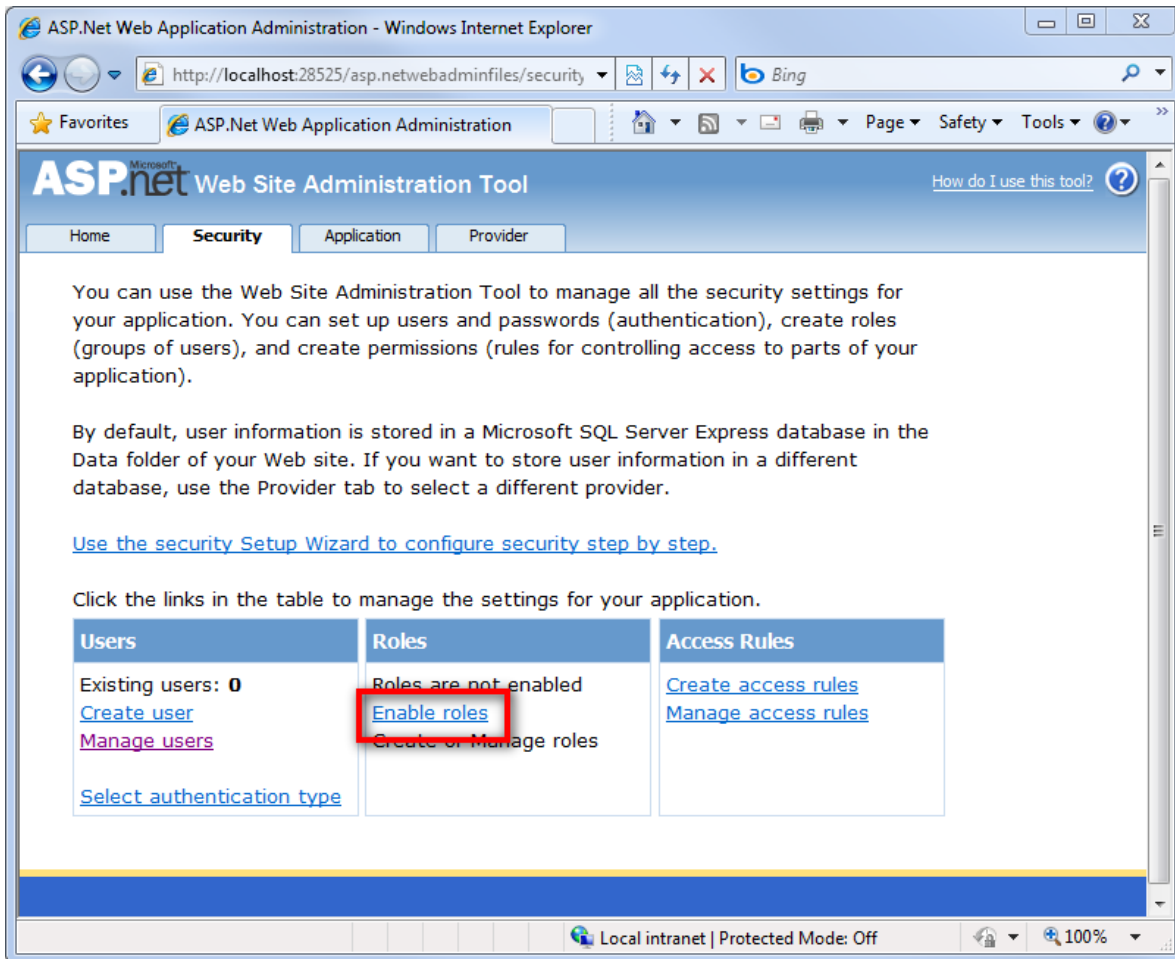 ASP.Net Web Application Administration - Windows Internet Explorer
http://localhost:28525/asp.netwebadminfiles/security
Bing
Favorites
ASP.Net Web Application Administration
Page
Safety
Tools
Microsoft
ASP.net Web Site Administration Tool
How do I use this tool?
Home
Security
Application
Provider
You can use the Web Site Administration Tool to manage all the security settings for
your application. You can set up users and passwords (authentication), create roles
(groups of users), and create permissions (rules for controlling access to parts of your
application).
By default, user information is stored in a Microsoft SQL Server Express database in the
Data folder of your Web site. If you want to store user information in a different
database, use the Provider tab to select a different provider.
Use the security Setup Wizard to configure security step by step.
Click the links in the table to manage the settings for your application.
Users
Existing users: 0
Create user
Manage users
Select authentication type
Roles
Roles are not enabled
Enable roles
Create or Manage roles
Access Rules
Create access rules
Manage access rules
Local intranet | Protected Mode: Off
100%